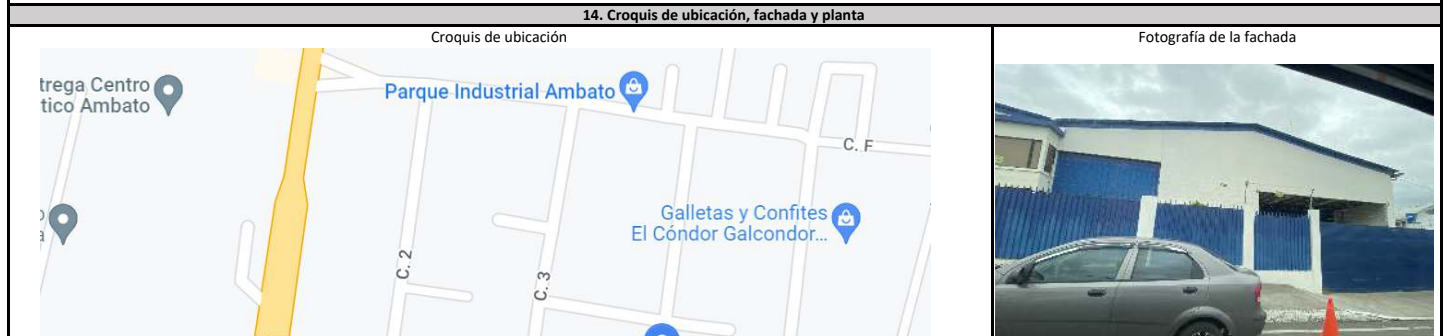 14. Croquis de ubicación, fachada y planta
Croquis de ubicación
Fotografía de la fachada
trega Centro
tico Ambato
Parque Industrial Ambato
C. F
Galletas y Confites
El Cóndor Galcondor...
C. 2
C. 3